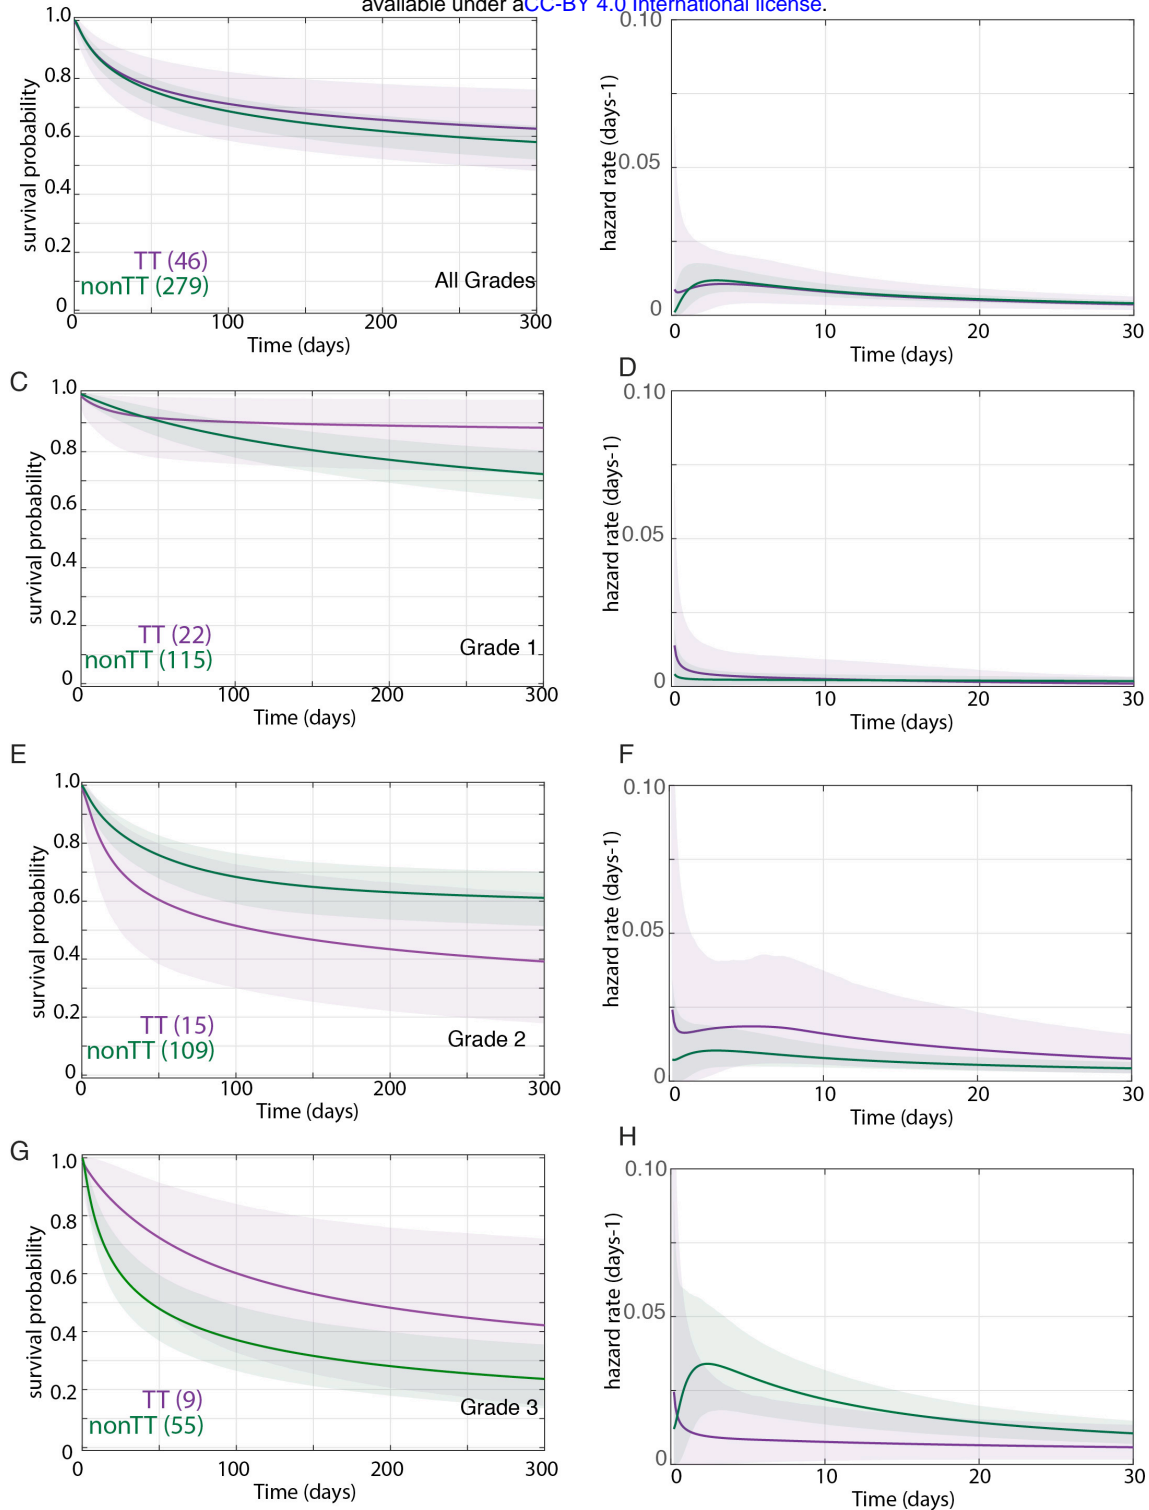 available under aCC-BY 4.0 International license.
1.0
0.8
0.6
0.4
0.2
0
survival probability
TT (46)
nonTT (279)
All Grades
0 100 200 300
Time (days)
0.10
0.05
0
hazard rate (days-1)
0 10 20 30
Time (days)
C
1.0
0.8
0.6
0.4
0.2
0
survival probability
TT (22)
nonTT (115)
Grade 1
0 100 200 300
Time (days)
D
0.10
0.05
0
hazard rate (days-1)
0 10 20 30
Time (days)
E
1.0
0.8
0.6
0.4
0.2
0
survival probability
TT (15)
nonTT (109)
Grade 2
0 100 200 300
Time (days)
F
0.10
0.05
0
hazard rate (days-1)
0 10 20 30
Time (days)
G
1.0
0.8
0.6
0.4
0.2
0
survival probability
TT (9)
nonTT (55)
Grade 3
0 100 200 300
Time (days)
H
0.10
0.05
0
hazard rate (days-1)
0 10 20 30
Time (days)